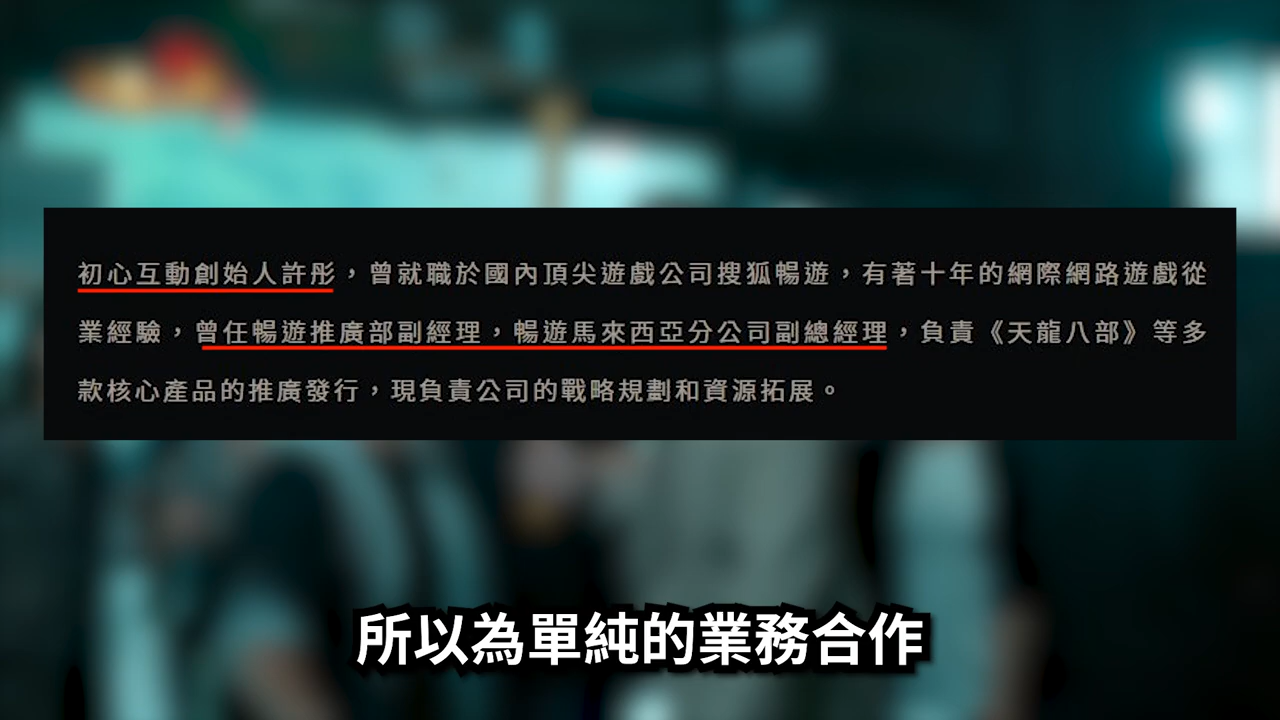 初心互動創始人許彤，曾就職於國內頂尖遊戲公司搜狐暢遊，有著十年的網際網路遊戲從
業經驗，曾任暢遊推廣部副經理，暢遊馬來西亞分公司副總經理，負責《天龍八部》等多
款核心產品的推廣發行，現負責公司的戰略規劃和資源拓展。
所以為單純的業務合作